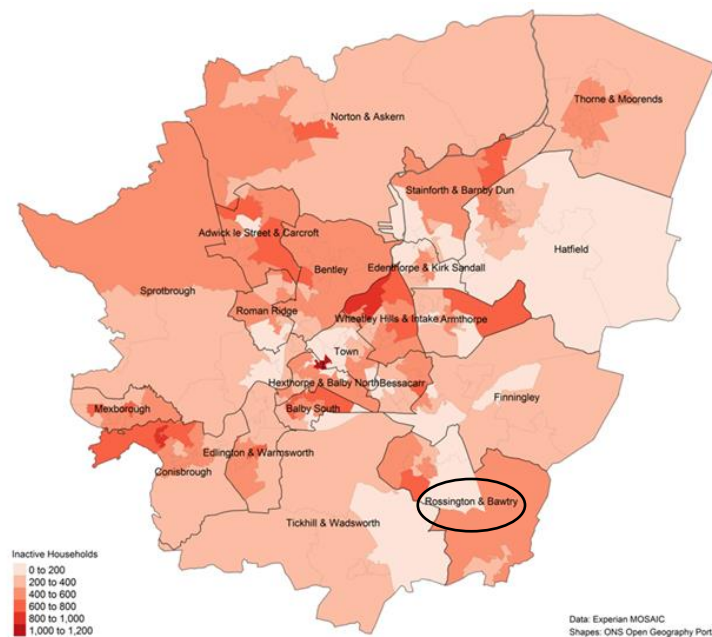 Norton & Askern
Thorne & Moorends
Stainforth & Barnby Dun
Adwick le Street & Carcroft
Hatfield
Bentley
Edenthorpe & Kirk Sandall
Sprotbrough
Roman Ridge
Wheatley Hills & Intake
Armthorpe
Town
Hexthorpe & Balby North
Bessacarr
Finningley
Mexborough
Balby South
Edlington & Warmsworth
Conisbrough
Rossington & Bawtry
Tickhill & Wadsworth
Inactive Households
0 to 200
200 to 400
400 to 600
600 to 800
800 to 1,000
1,000 to 1,200
Data: Experian MOSAIC
Shapes: ONS Open Geography Port